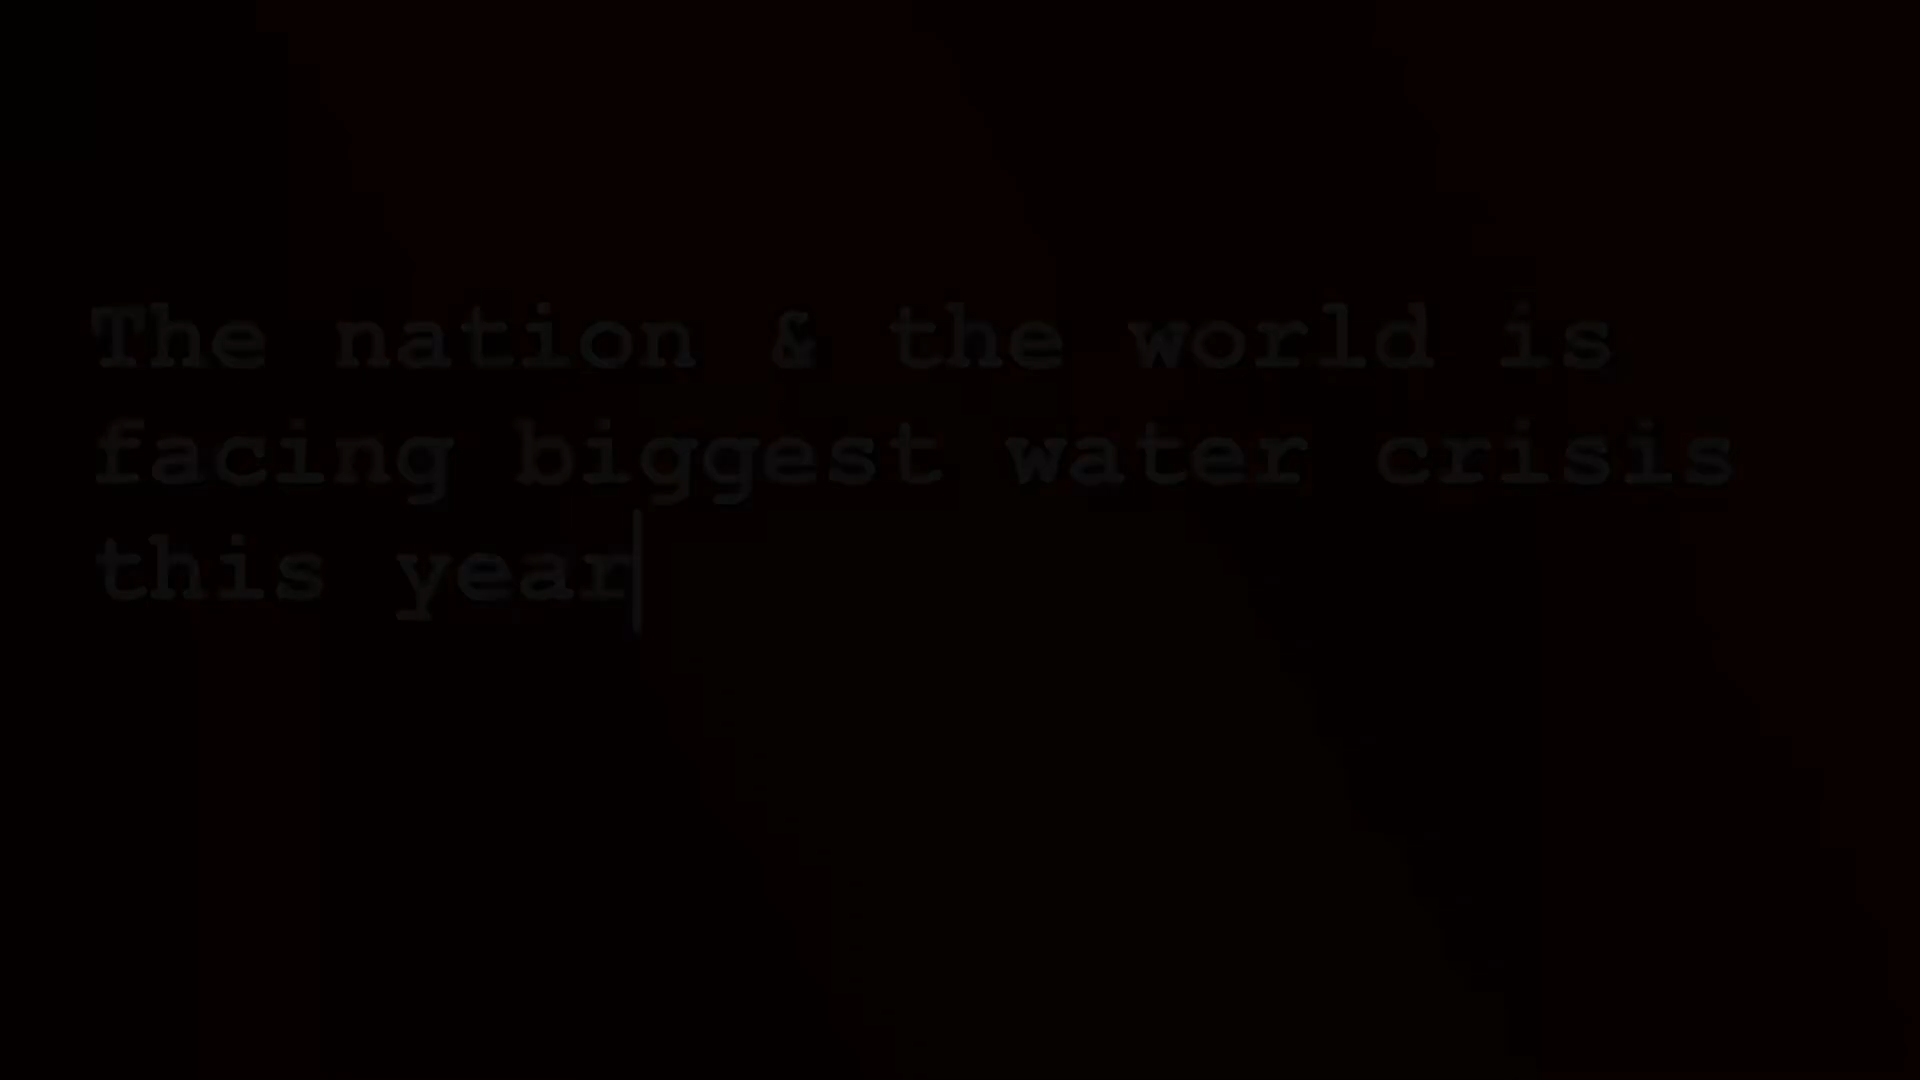 The nation & the world is
facing biggest water crisis
this year